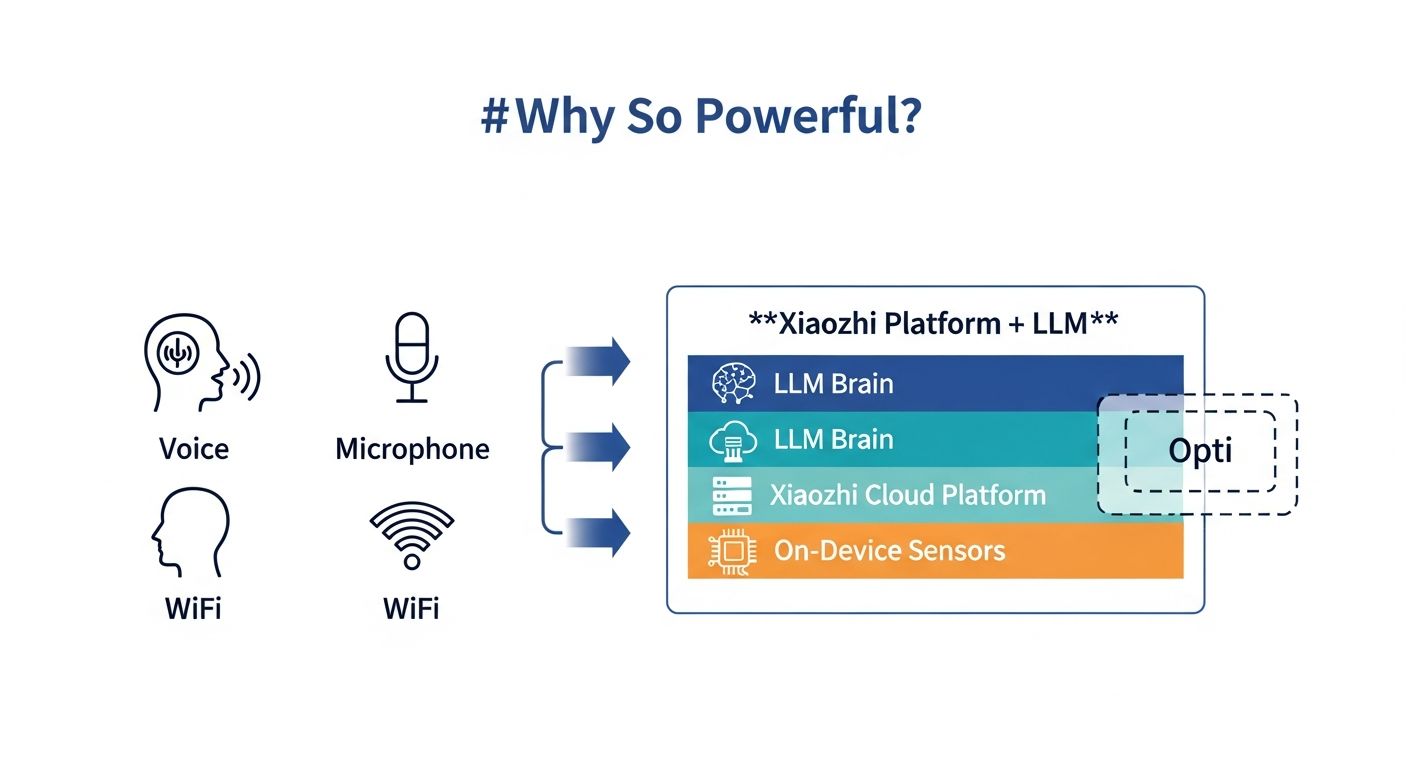 #Why So Powerful?
Voice
Microphone
WiFi
WiFi
**Xiaozhi Platform + LLM**
LLM Brain
LLM Brain
Xiaozhi Cloud Platform
On-Device Sensors
Opti